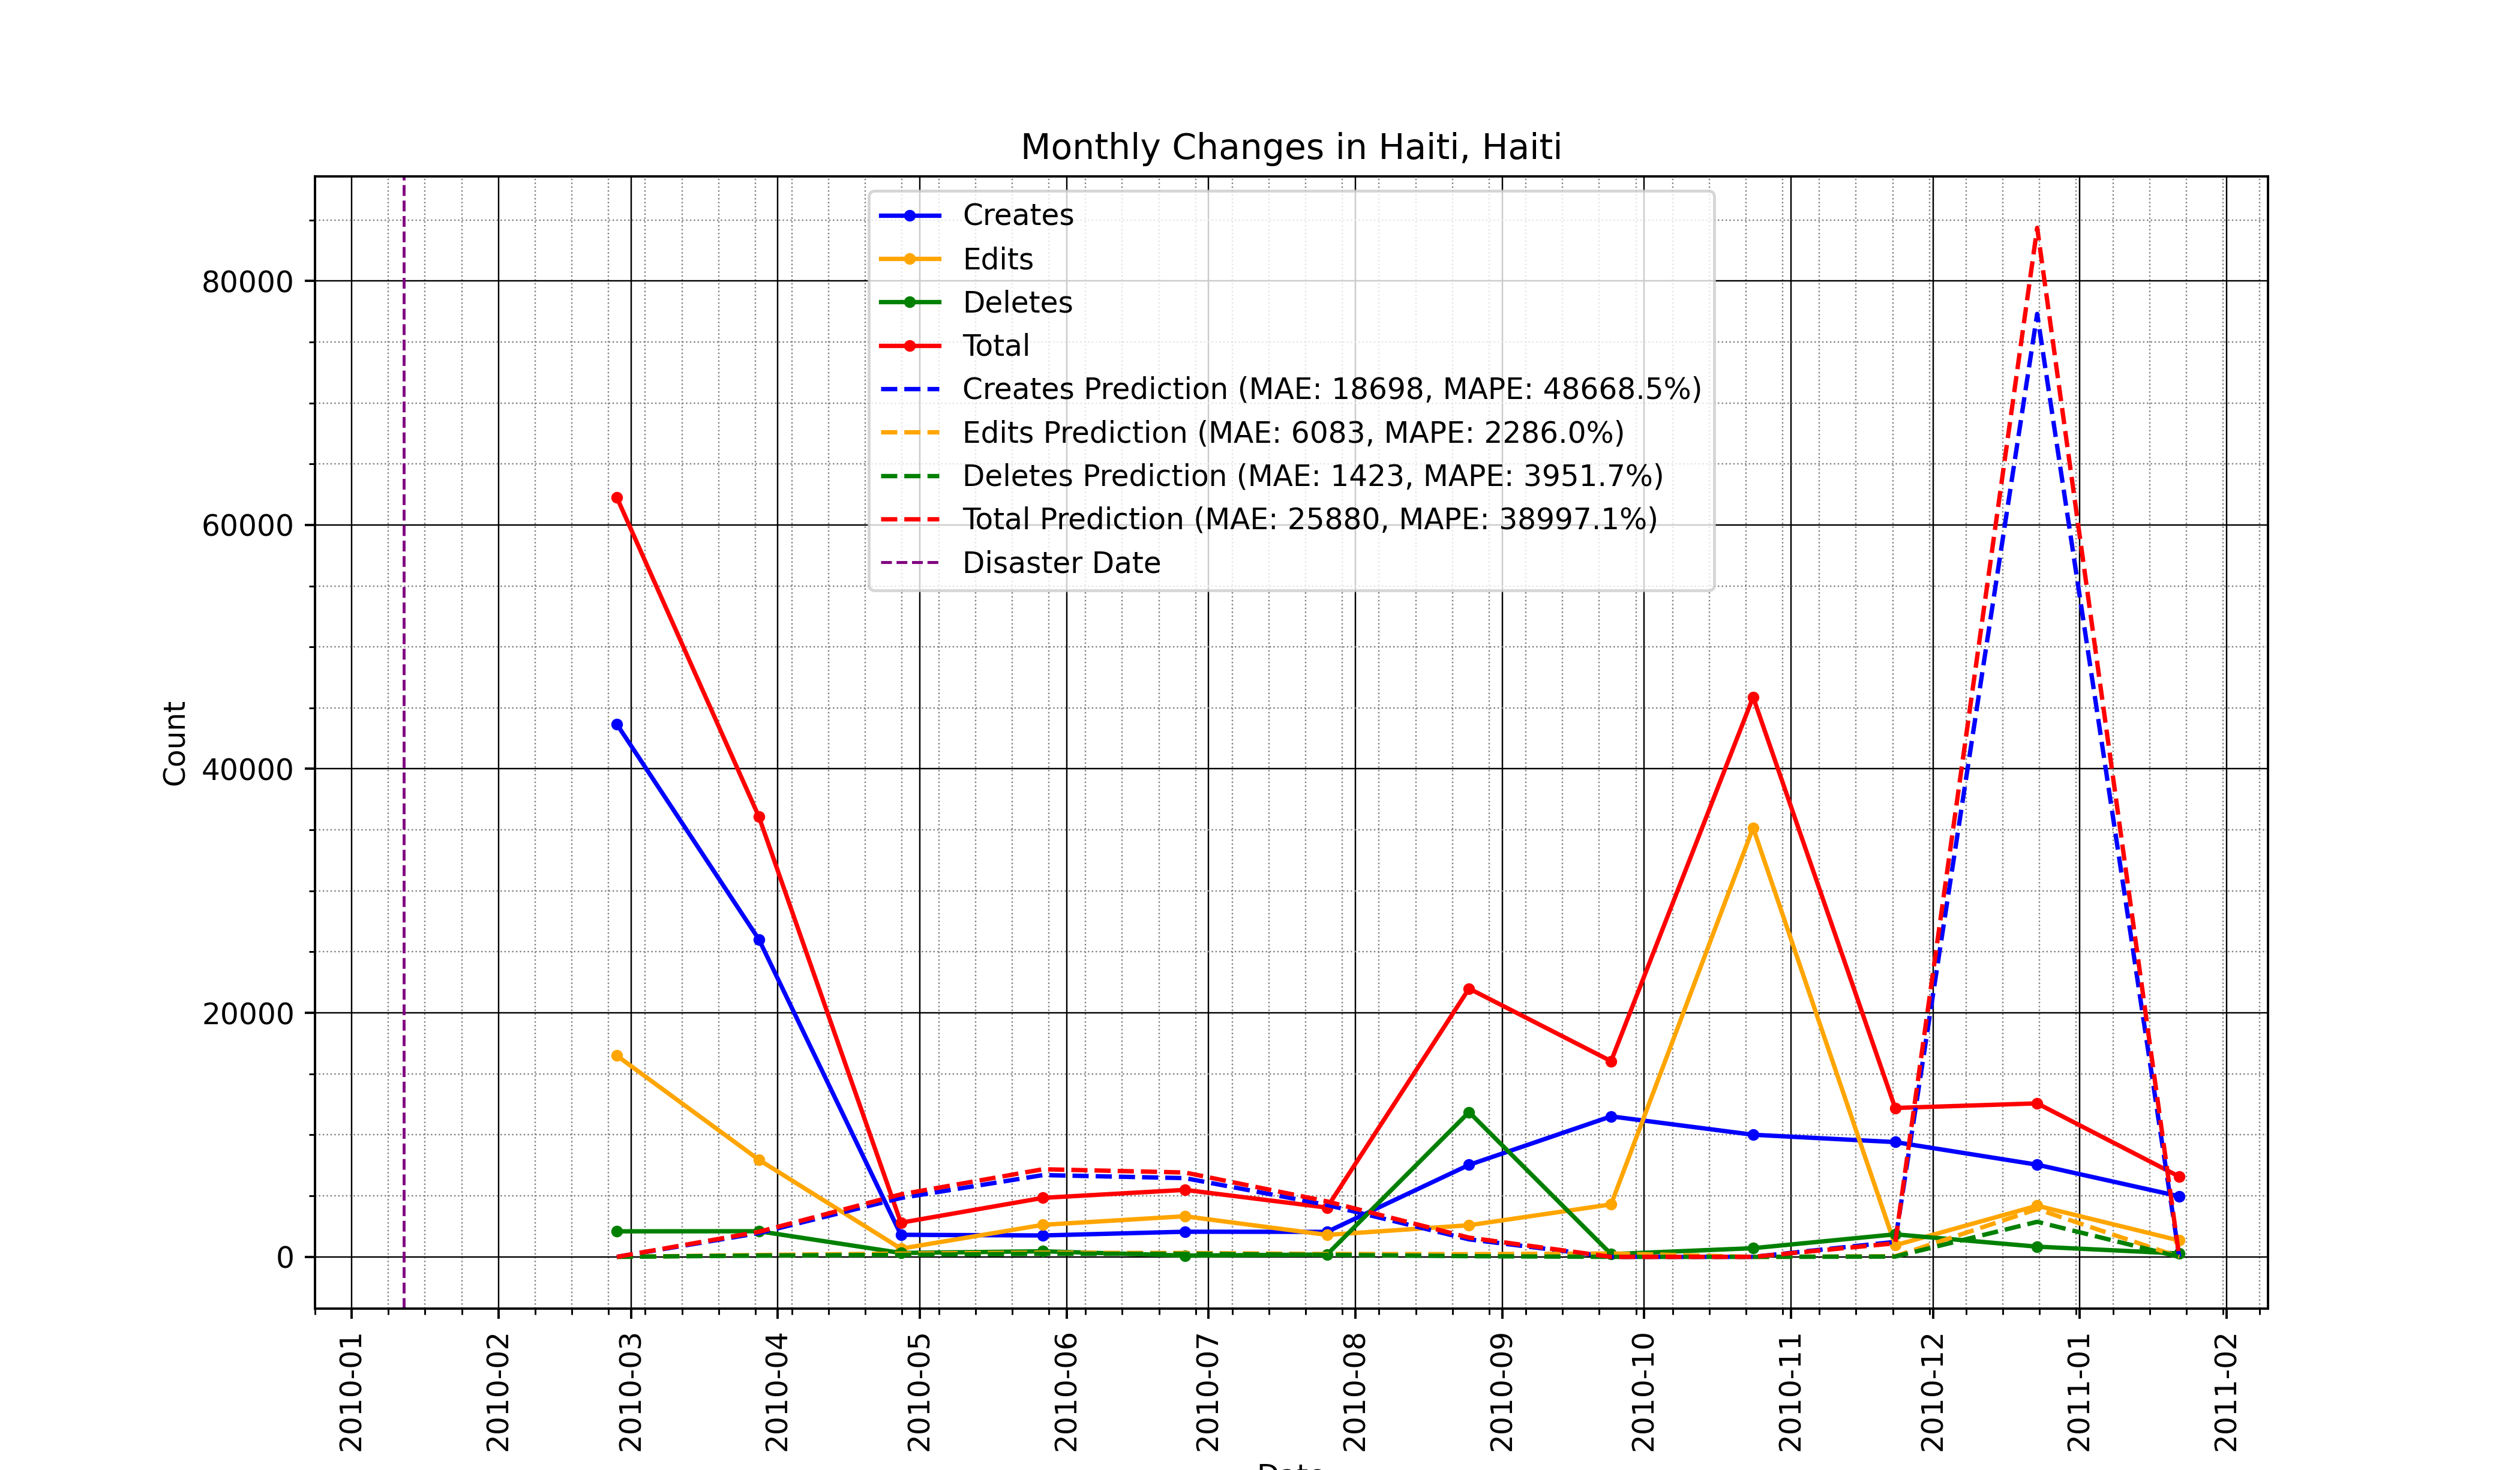 Monthly Changes in Haiti, Haiti
Creates
Edits
Deletes
Total
Creates Prediction (MAE: 18698, MAPE: 48668.5%)
Edits Prediction (MAE: 6083, MAPE: 2286.0%)
Deletes Prediction (MAE: 1423, MAPE: 3951.7%)
Total Prediction (MAE: 25880, MAPE: 38997.1%)
Disaster Date
Count
80000
60000
40000
20000
0
2010-01
2010-02
2010-03
2010-04
2010-05
2010-06
2010-07
2010-08
2010-09
2010-10
2010-11
2010-12
2011-01
2011-02
Date